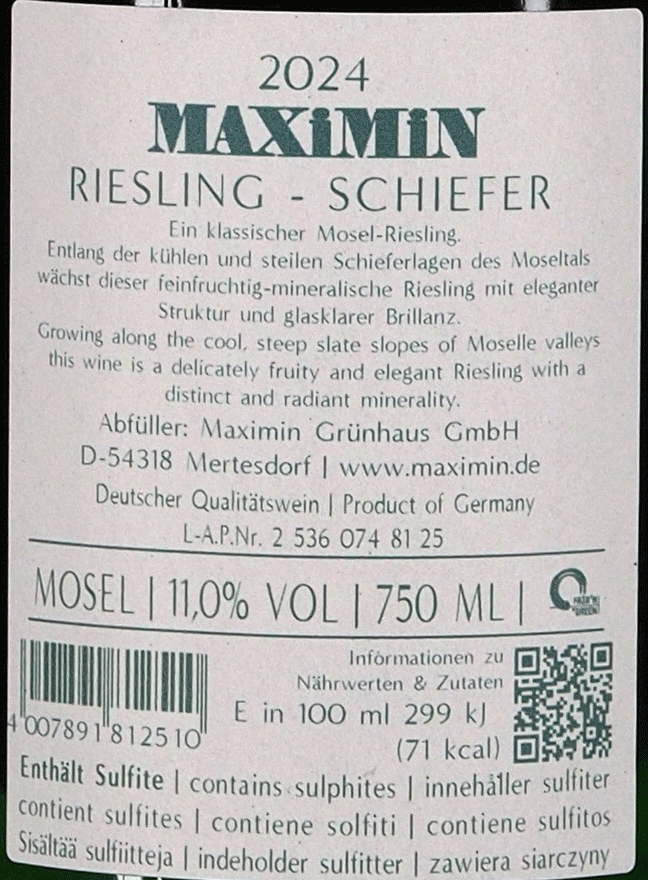 2024
MAXiMiN
RIESLING - SCHIEFER
Ein klassischer Mosel-Riesling.
Entlang der kühlen und steilen Schieferlagen des Moseltals
wächst dieser feinfruchtig-mineralische Riesling mit eleganter
Struktur und glasklarer Brillanz.
Growing along the cool, steep slate slopes of Moselle valleys
this wine is a delicately fruity and elegant Riesling with a
distinct and radiant minerality.
Abfüller: Maximin Grünhaus GmbH
D-54318 Mertesdorf | www.maximin.de
Deutscher Qualitätswein | Product of Germany
L-A.P.Nr. 2 536 074 81 25
MOSEL | 11,0% VOL | 750 ML |
Informationen zu
Nährwerten & Zutaten
E in 100 ml 299 kJ
(71 kcal)
4 007891 812510
Enthält Sulfite | contains sulphites | innehåller sulfiter
contient sulfites | contiene solfiti | contiene sulfitos
Sisältää sulfiitteja | indeholder sulfitter | zawiera siarczyny